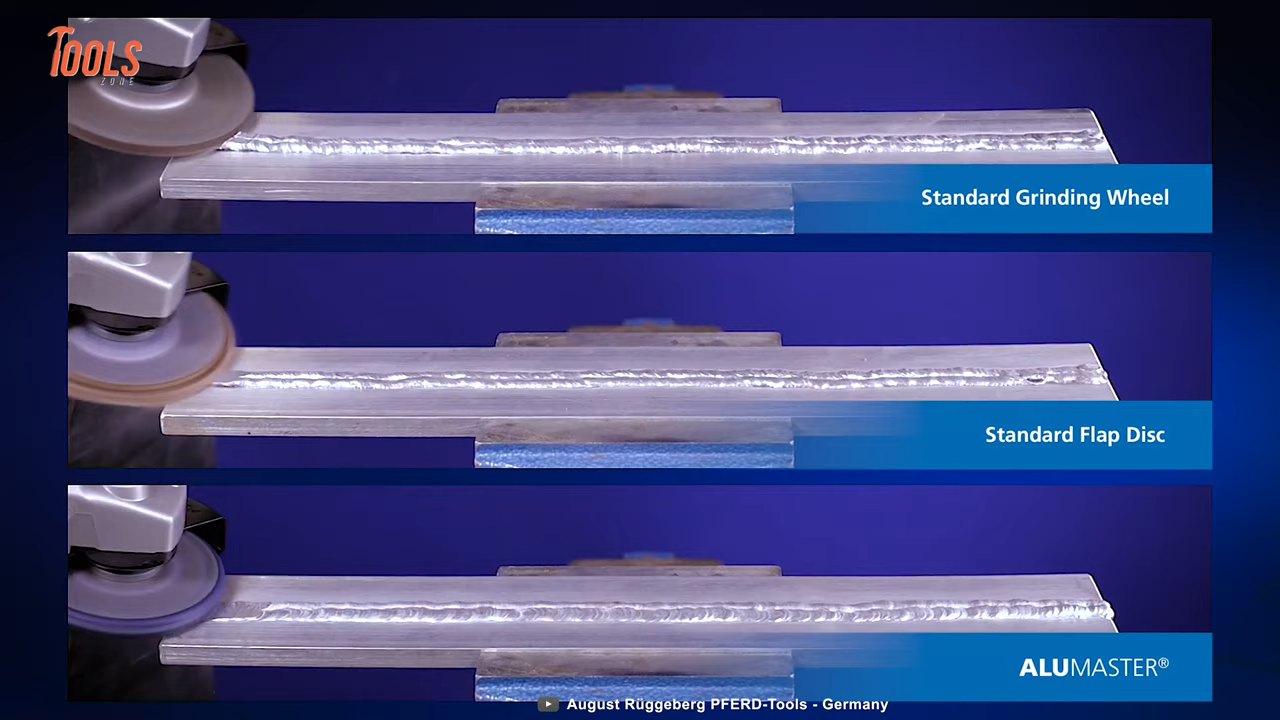 TOOLS
ZONE
Standard Grinding Wheel
Standard Flap Disc
ALUMASTER®
August Rüggeberg PFERD-Tools - Germany